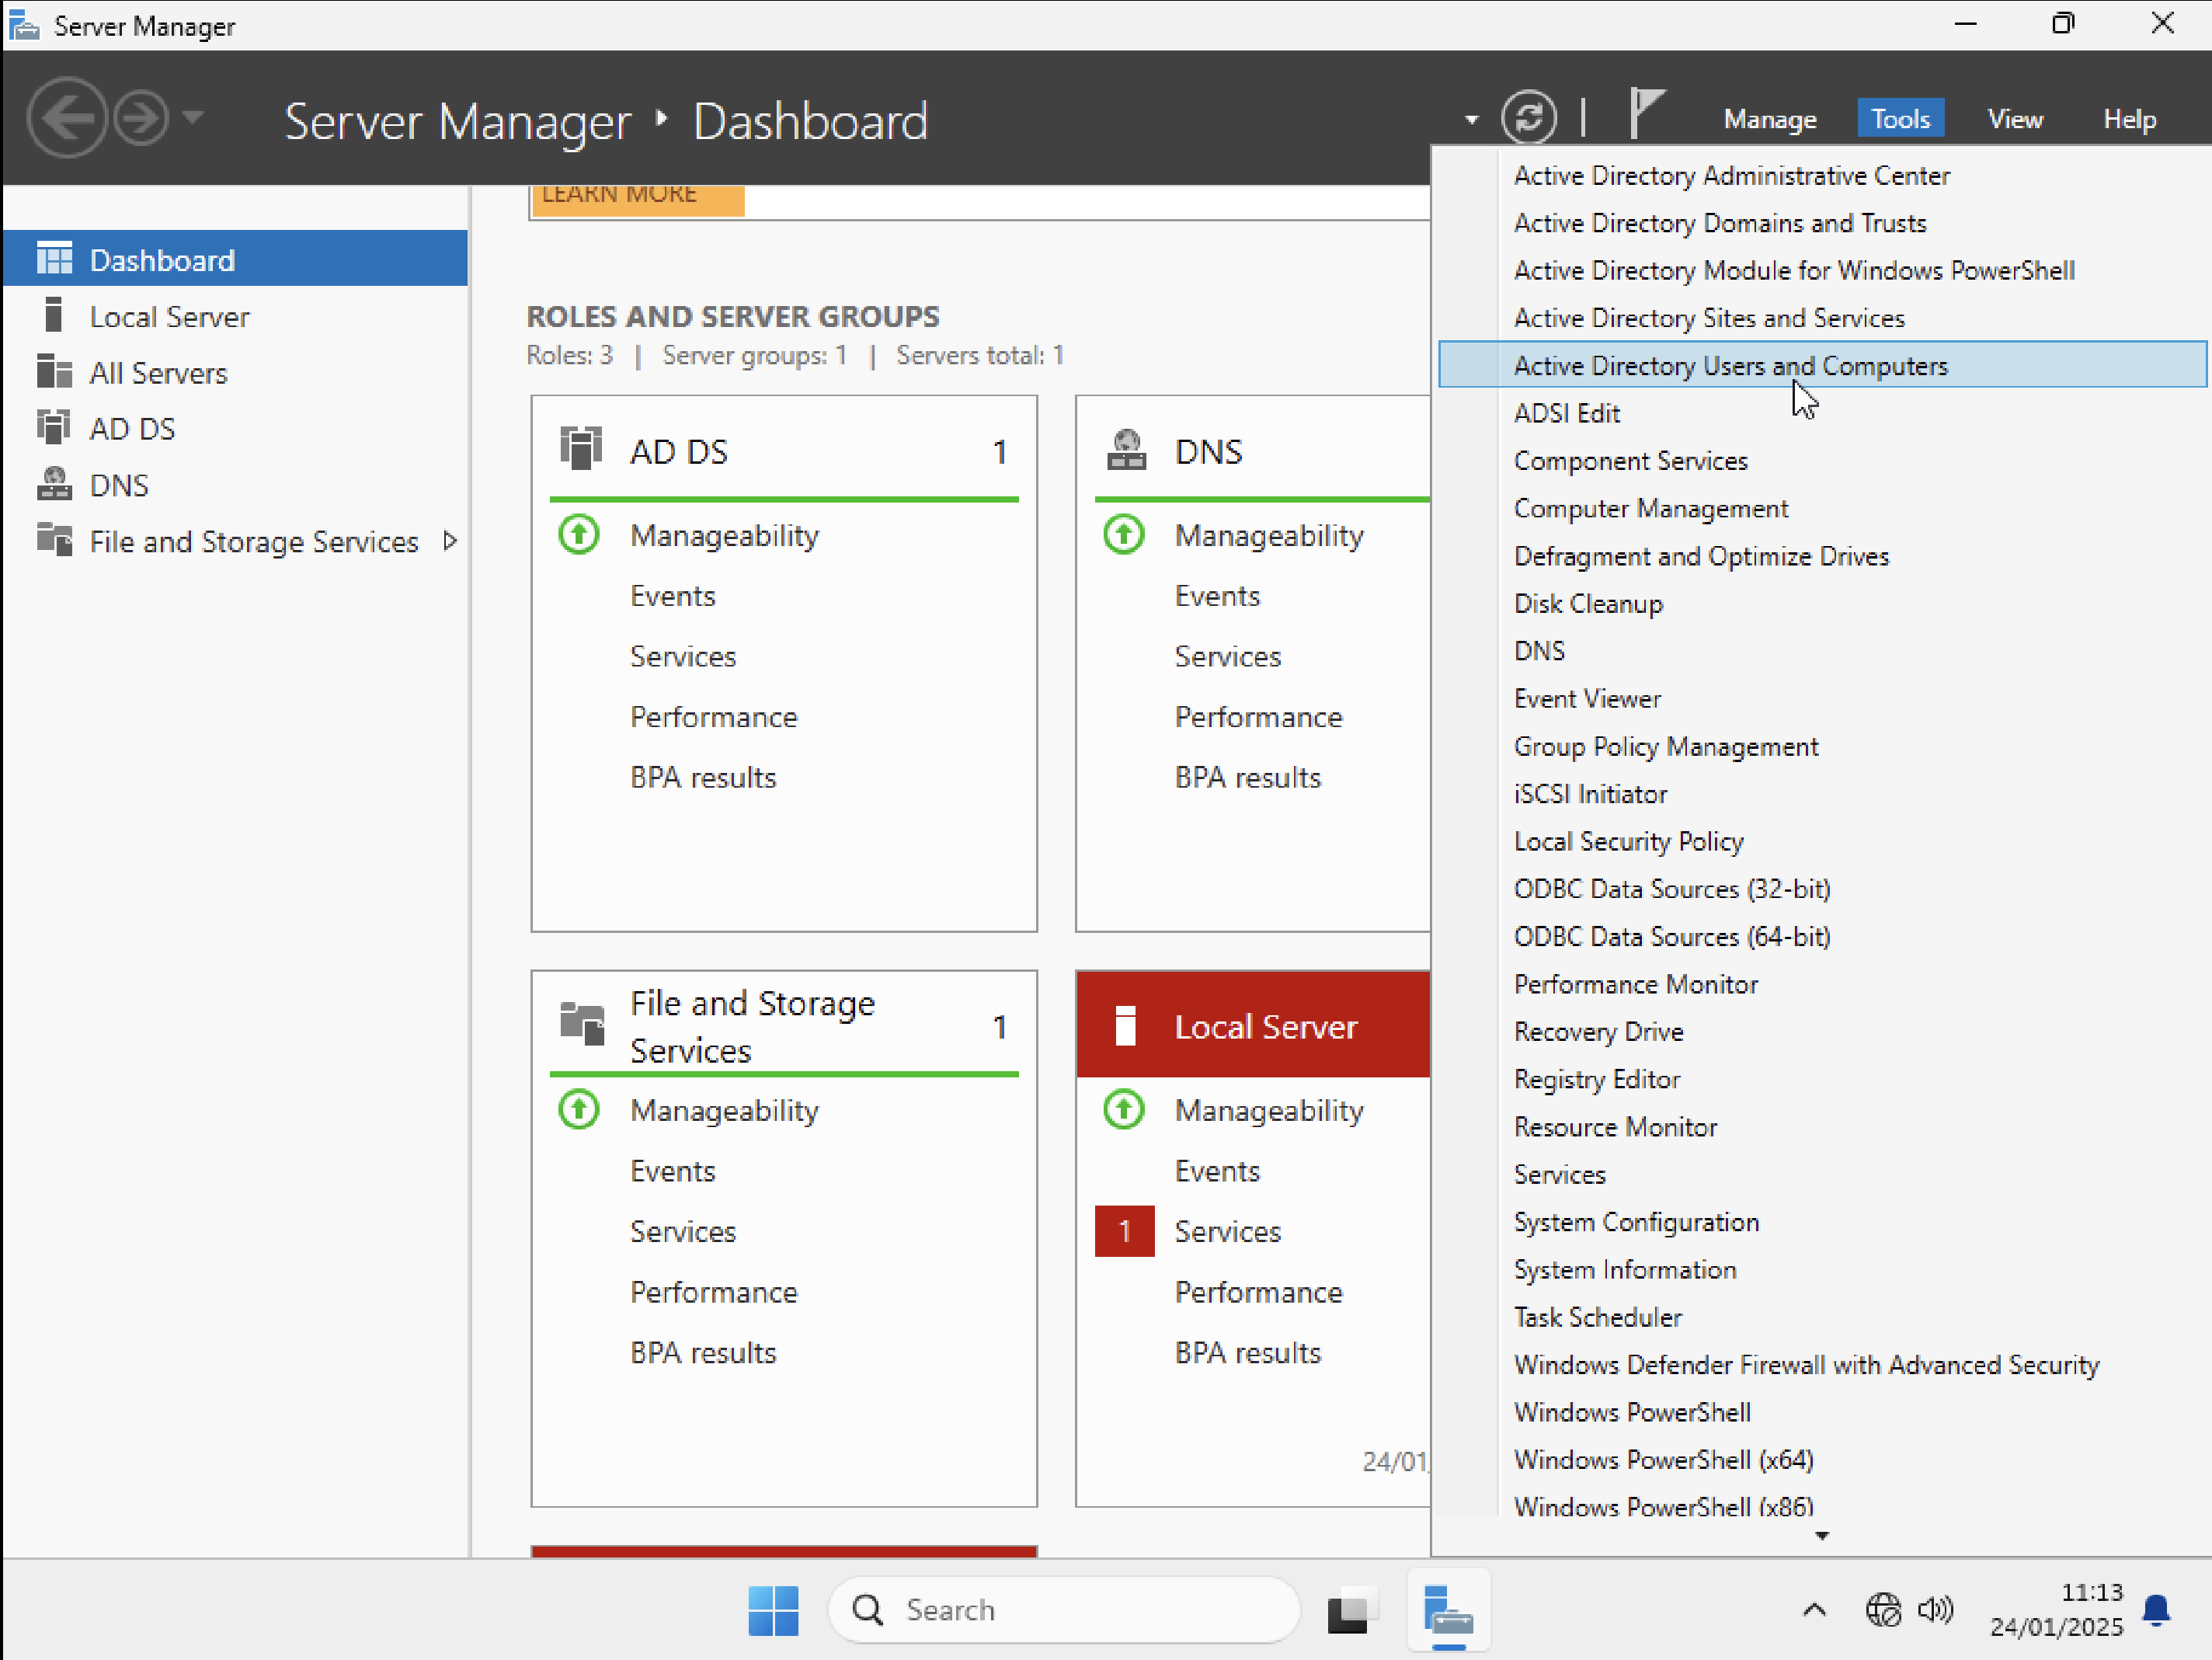 Server Manager
Server Manager ‣ Dashboard
Manage
Tools
View
Help
LEARN MORE
Dashboard
Local Server
All Servers
AD DS
DNS
File and Storage Services
ROLES AND SERVER GROUPS
Roles: 3 | Server groups: 1 | Servers total: 1
AD DS 1
Manageability
Events
Services
Performance
BPA results
DNS
Manageability
Events
Services
Performance
BPA results
File and Storage
Services
1
Manageability
Events
Services
Performance
BPA results
Local Server
Manageability
Events
1 Services
Performance
BPA results
24/01
Active Directory Administrative Center
Active Directory Domains and Trusts
Active Directory Module for Windows PowerShell
Active Directory Sites and Services
Active Directory Users and Computers
ADSI Edit
Component Services
Computer Management
Defragment and Optimize Drives
Disk Cleanup
DNS
Event Viewer
Group Policy Management
iSCSI Initiator
Local Security Policy
ODBC Data Sources (32-bit)
ODBC Data Sources (64-bit)
Performance Monitor
Recovery Drive
Registry Editor
Resource Monitor
Services
System Configuration
System Information
Task Scheduler
Windows Defender Firewall with Advanced Security
Windows PowerShell
Windows PowerShell (x64)
Windows PowerShell (x86)
Search
11:13
24/01/2025